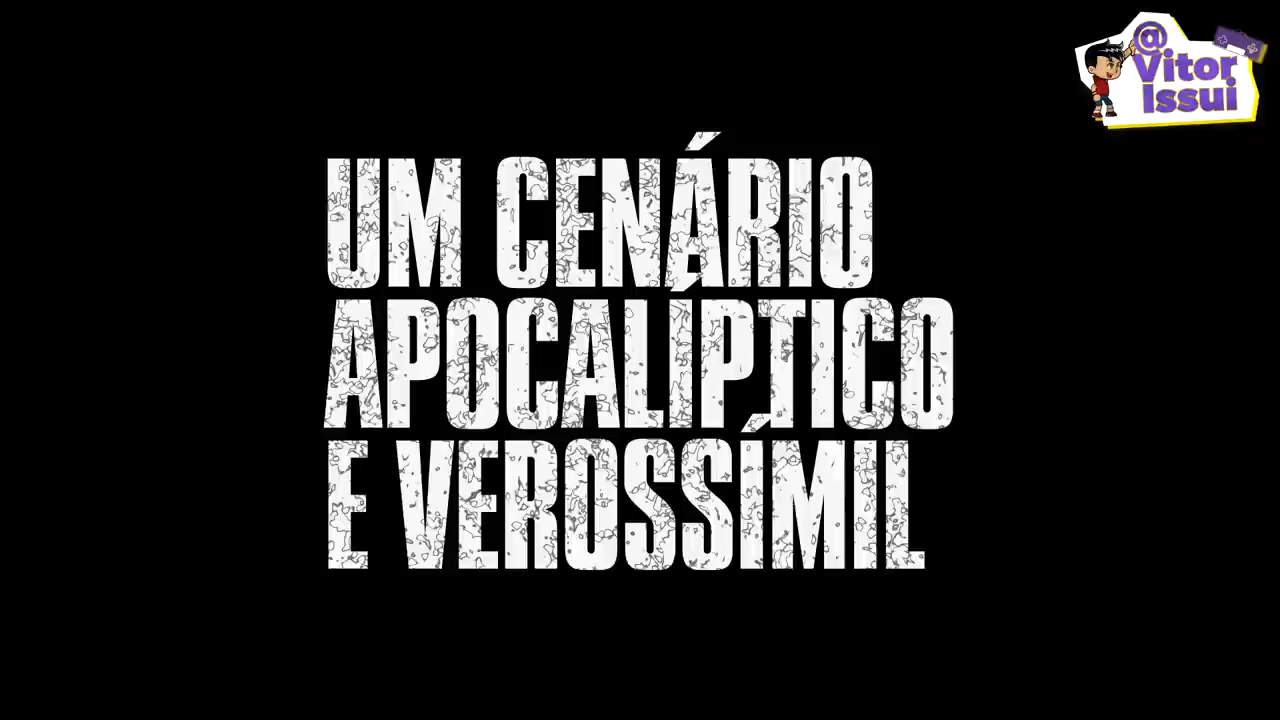 @
Vitor
Issui
UM CENÁRIO
APOCALÍPTICO
E VEROSSÍMIL